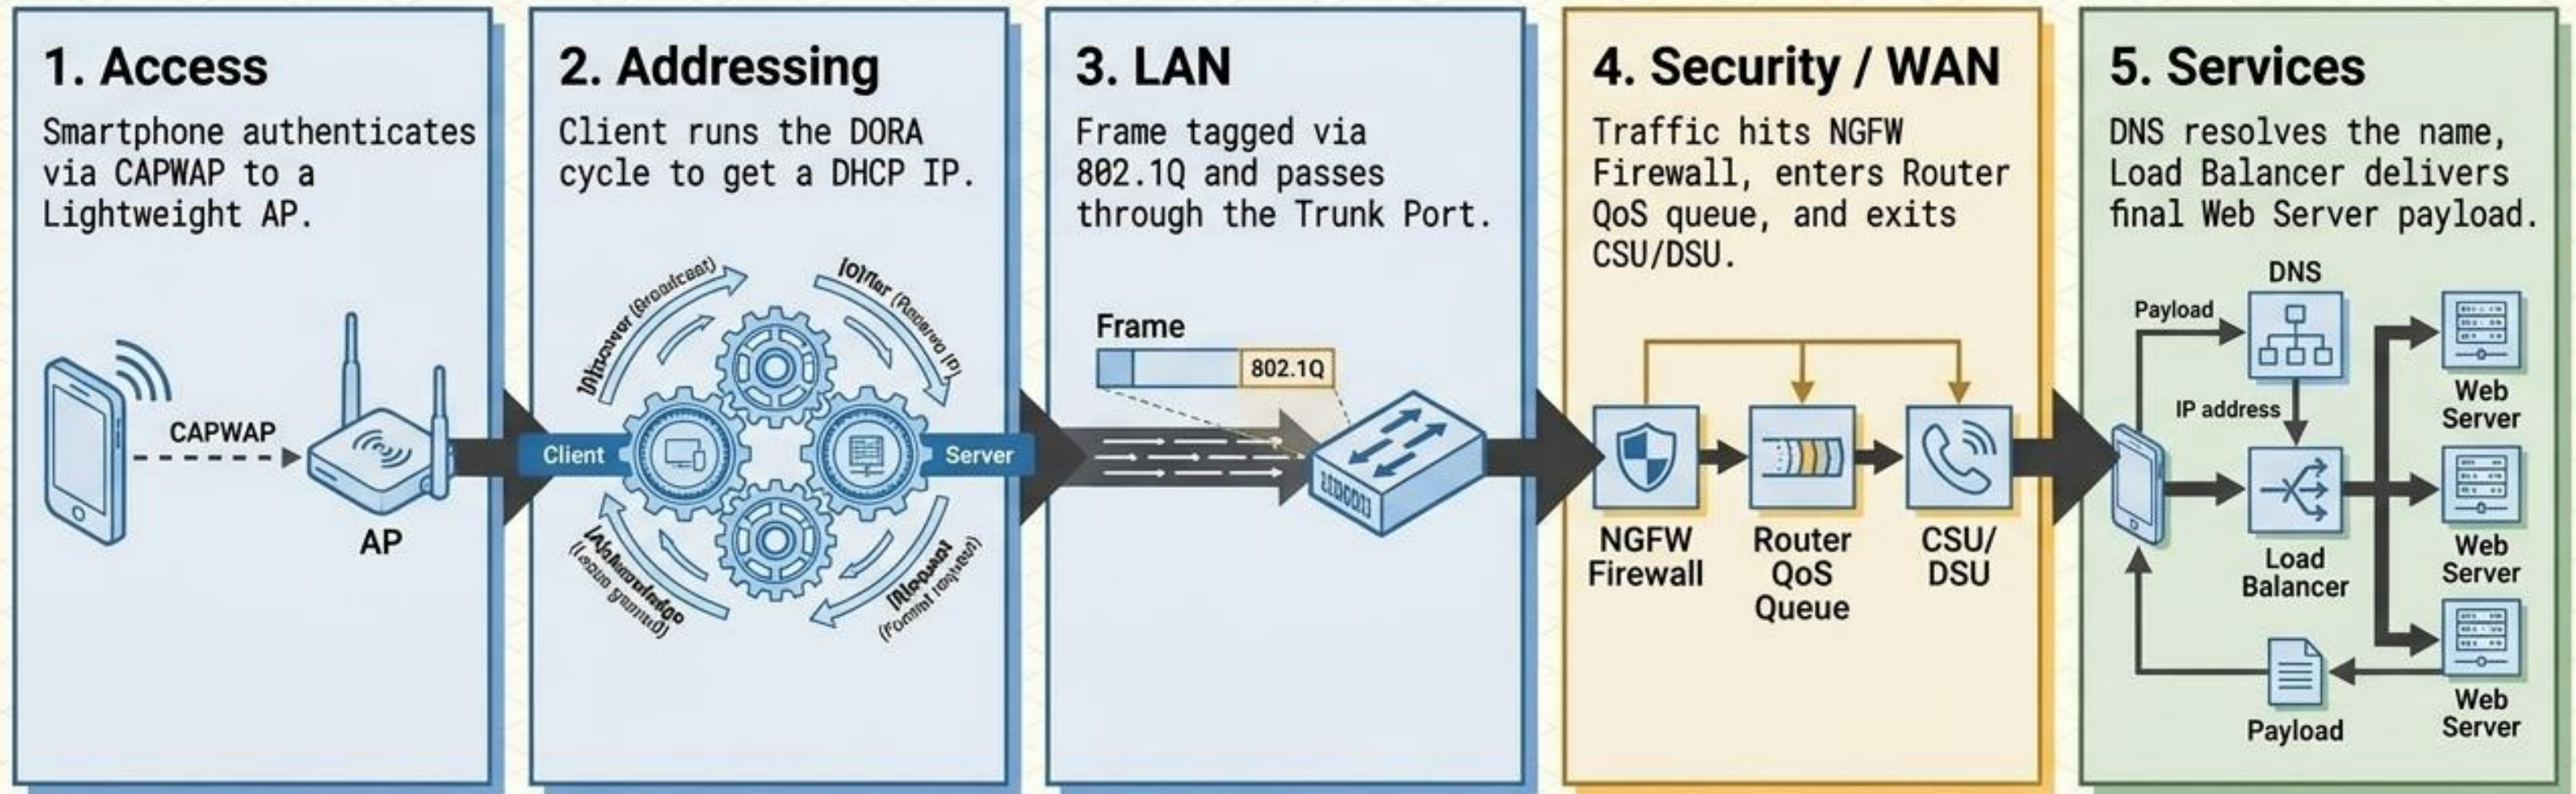 1. Access
Smartphone authenticates
via CAPWAP to a
Lightweight AP.
CAPWAP
AP
2. Addressing
Client runs the DORA
cycle to get a DHCP IP.
(Broadcast)
Client
Server
3. LAN
Frame tagged via
802.1Q and passes
through the Trunk Port.
Frame
802.1Q
4. Security / WAN
Traffic hits NGFW
Firewall, enters Router
QoS queue, and exits
CSU/DSU.
NGFW
Firewall
Router
QoS
Queue
CSU/
DSU
5. Services
DNS resolves the name,
Load Balancer delivers
final Web Server payload.
DNS
Payload
IP address
Web
Server
Load
Balancer
Web
Server
Payload
Web
Server